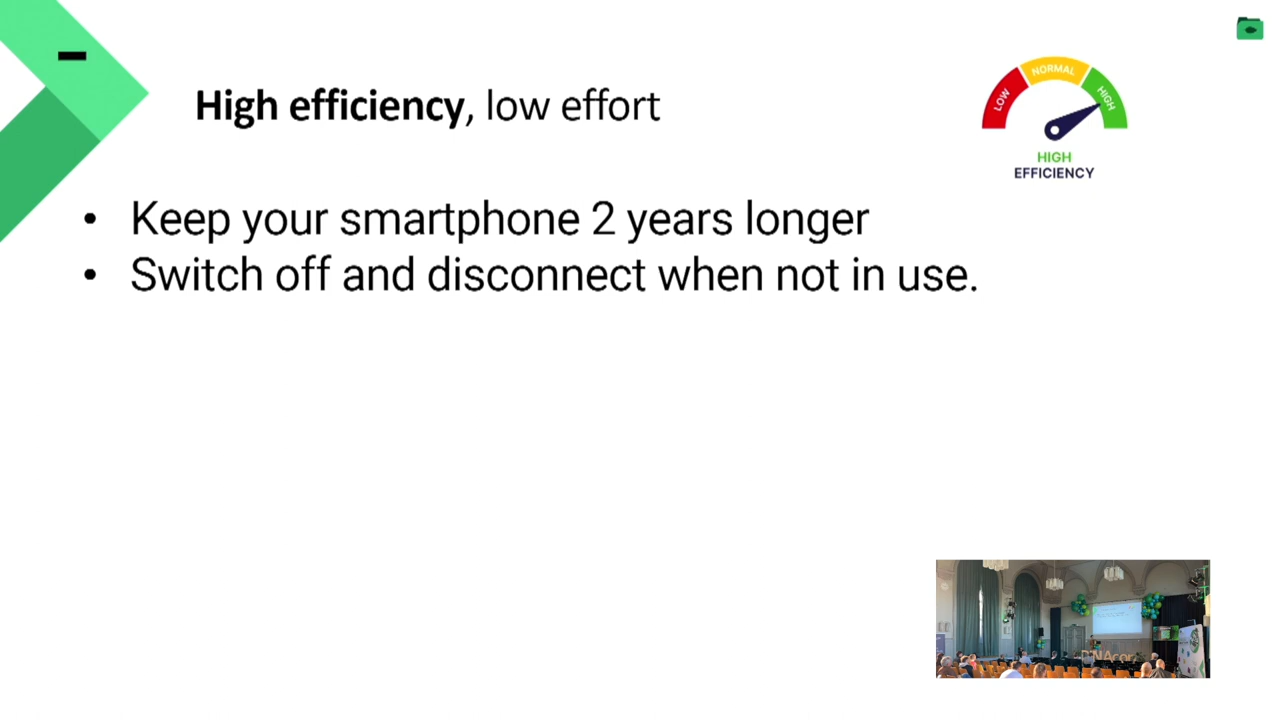 High efficiency, low effort
LOW
NORMAL
HIGH
HIGH
EFFICIENCY
• Keep your smartphone 2 years longer
• Switch off and disconnect when not in use.